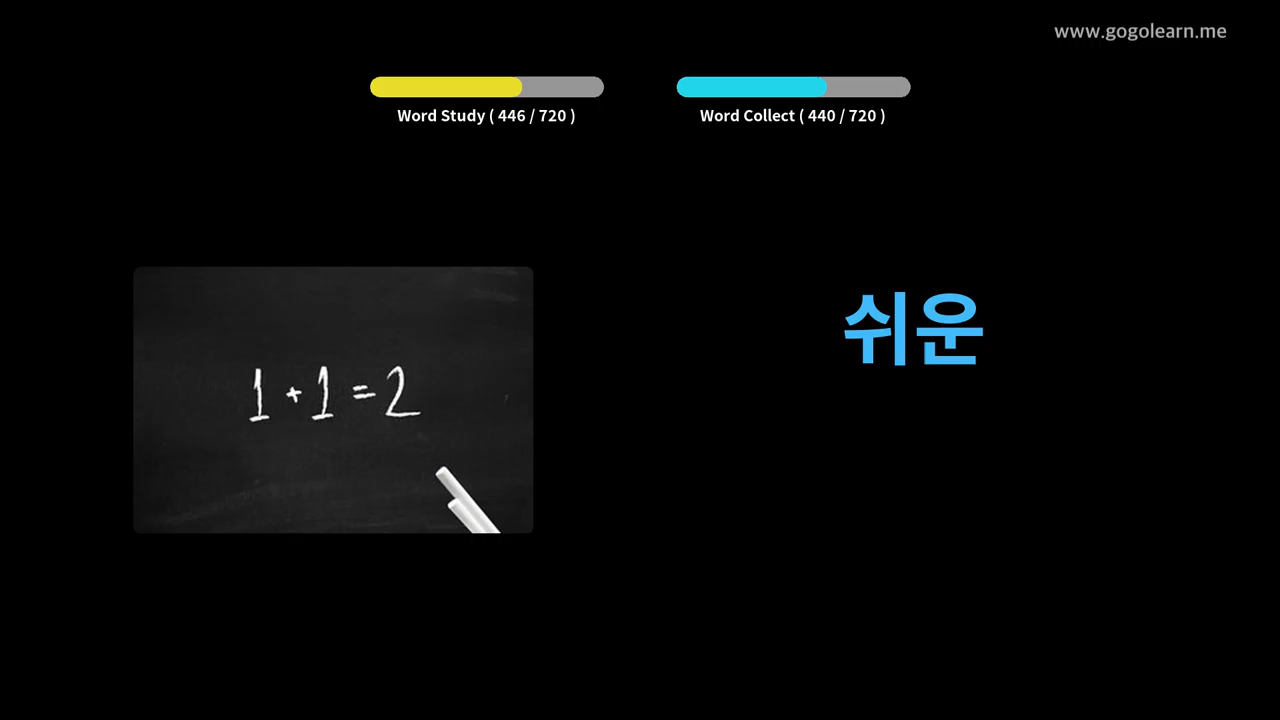 www.gogolearn.me
Word Study ( 446 / 720 )
Word Collect ( 440 / 720 )
1 + 1 = 2
쉬운